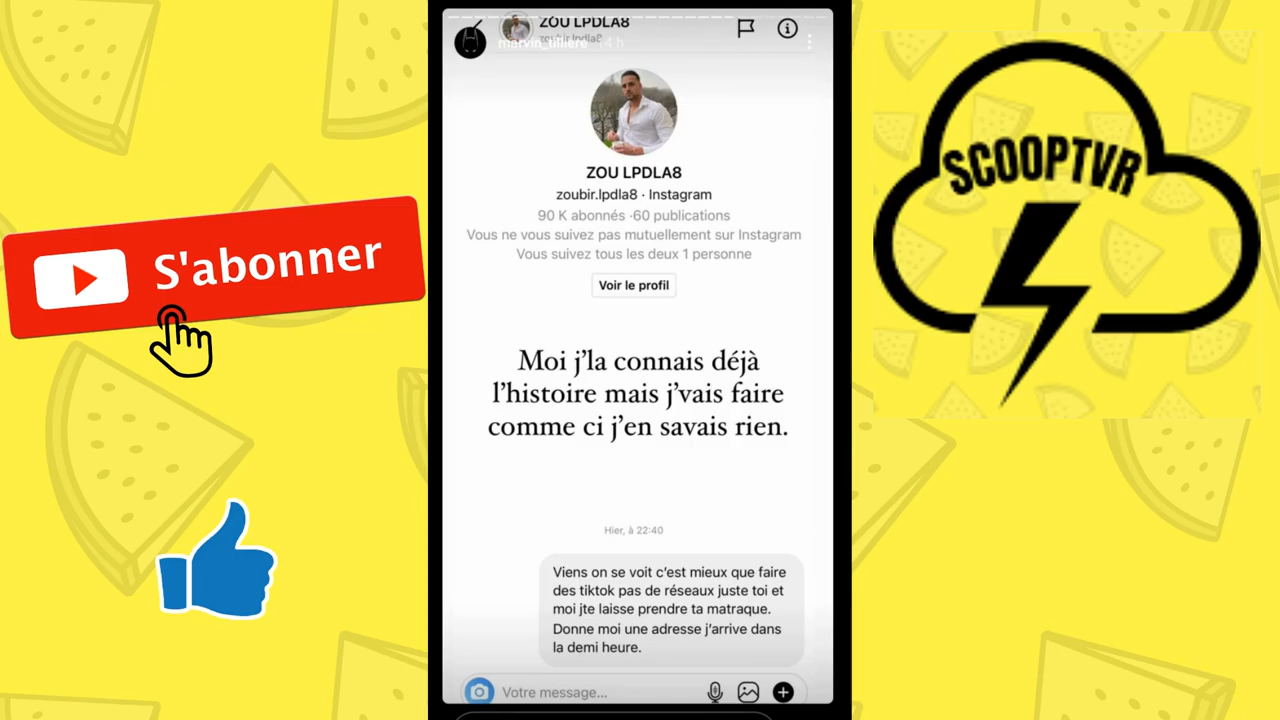 ZOU LPDLA8
zoubir.lpdla8
marvin_tilliere 14 h
ZOU LPDLA8
zoubir.lpdla8 · Instagram
90 K abonnés ·60 publications
Vous ne vous suivez pas mutuellement sur Instagram
Vous suivez tous les deux 1 personne
Voir le profil
Moi j’la connais déjà
l’histoire mais j’vais faire
comme ci j’en savais rien.
Hier, à 22:40
Viens on se voit c’est mieux que faire
des tiktok pas de réseaux juste toi et
moi jte laisse prendre ta matraque.
Donne moi une adresse j’arrive dans
la demi heure.
Votre message...
S'abonner
SCOOPTVR